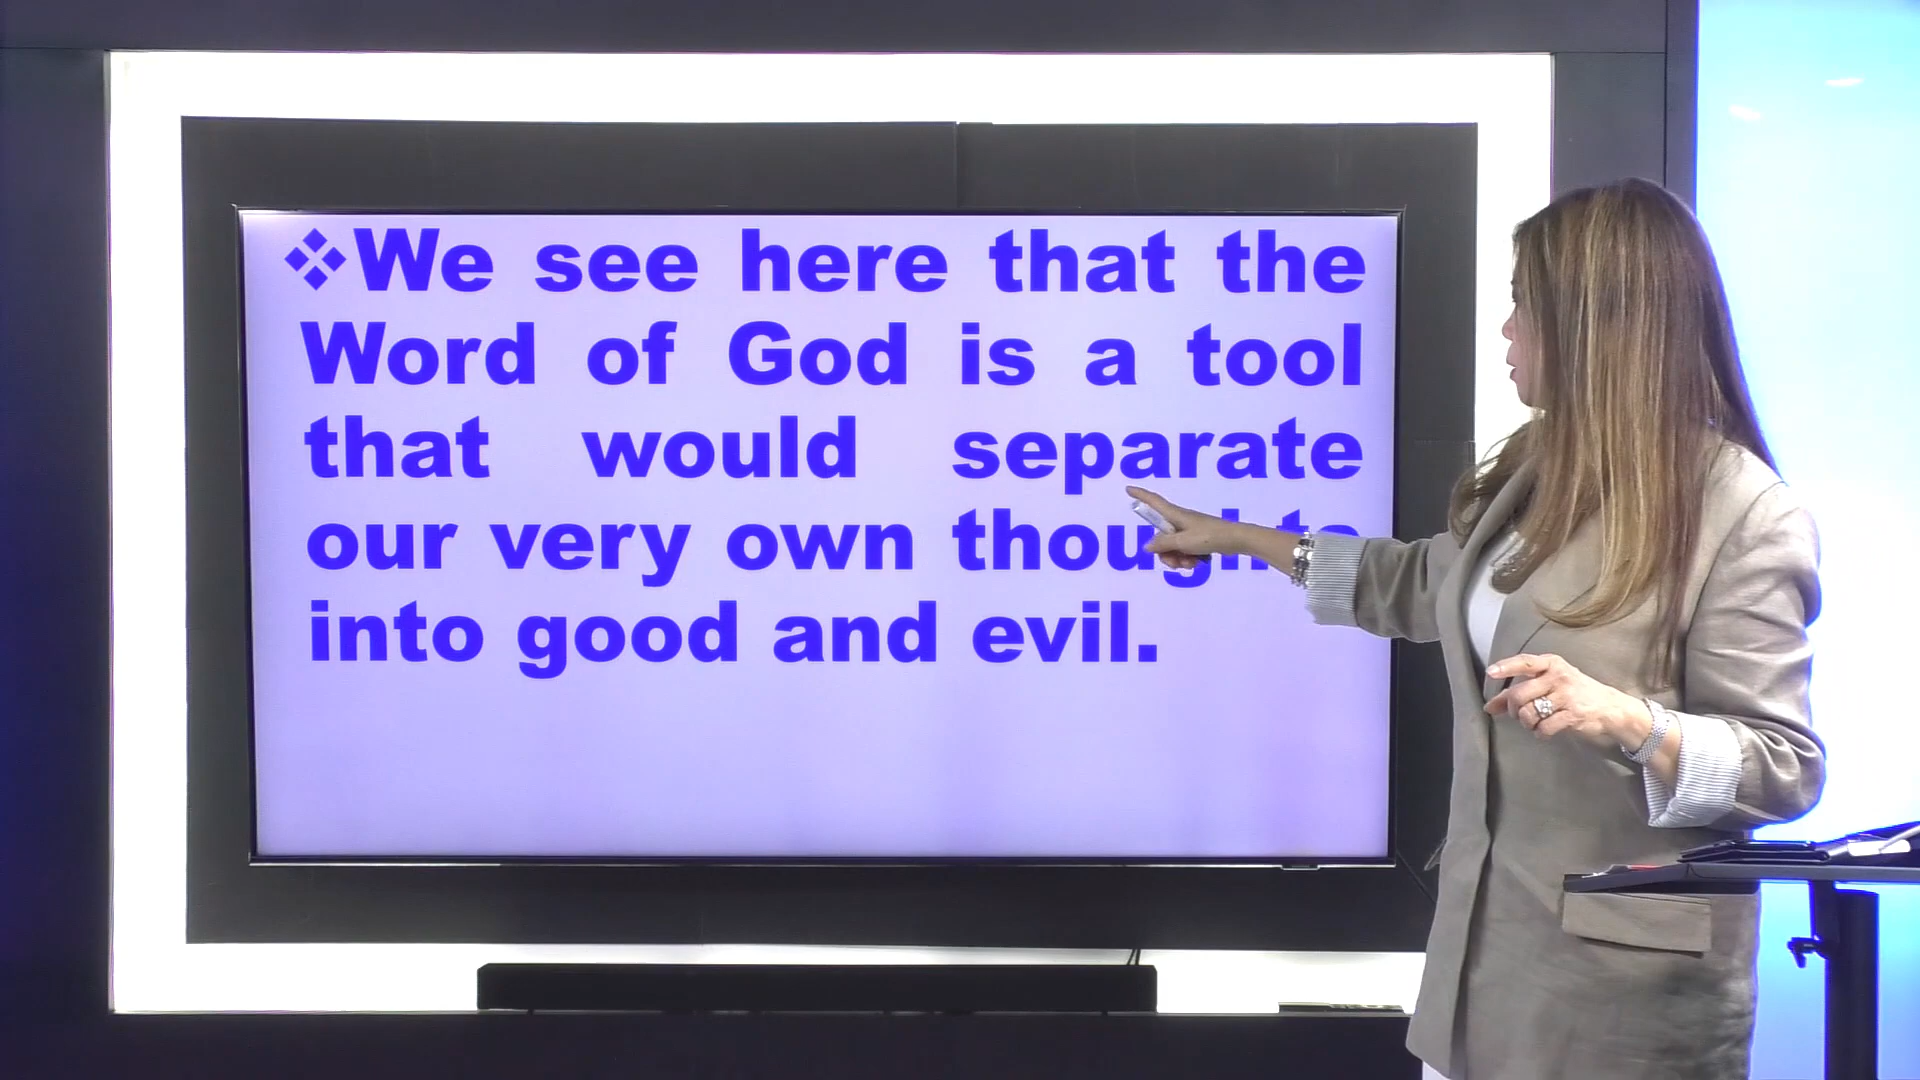 ❖We see here that the
Word of God is a tool
that would separate
our very own thoughts
into good and evil.